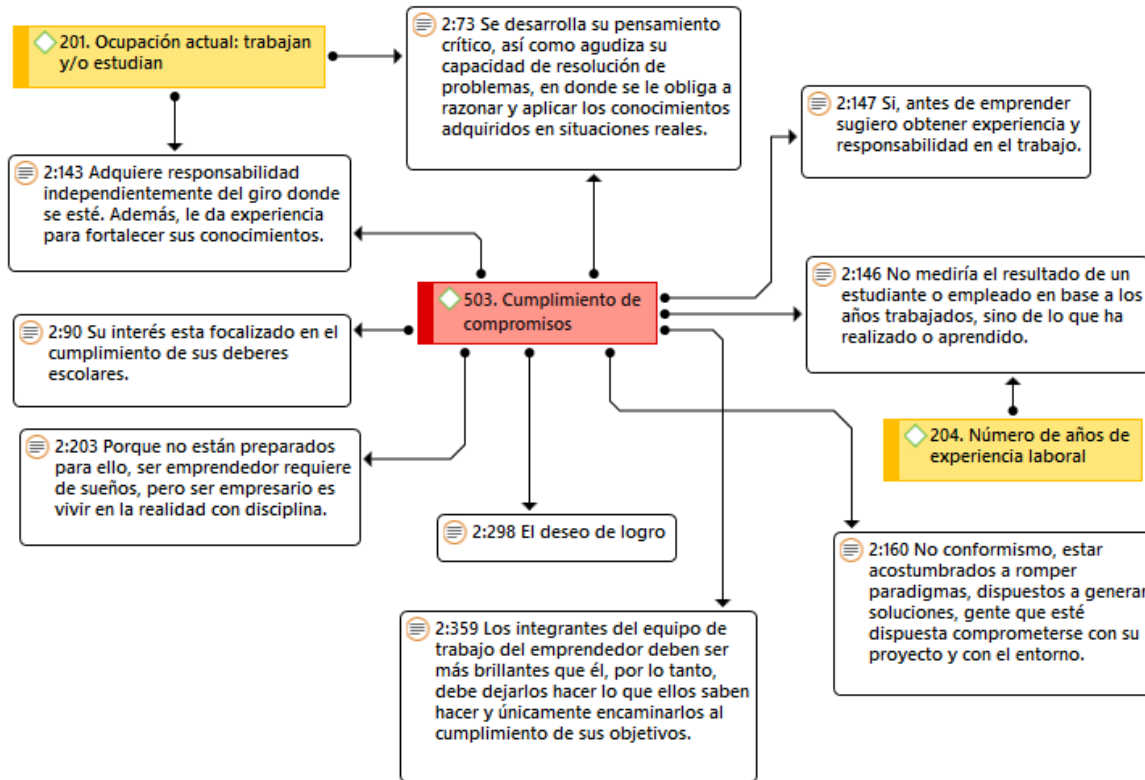 201. Ocupación actual: trabajan
y/o estudian
2:73 Se desarrolla su pensamiento
crítico, así como agudiza su
capacidad de resolución de
problemas, en donde se le obliga a
razonar y aplicar los conocimientos
adquiridos en situaciones reales.
2:147 Si, antes de emprender
sugiero obtener experiencia y
responsabilidad en el trabajo.
2:143 Adquiere responsabilidad
independientemente del giro donde
se esté. Además, le da experiencia
para fortalecer sus conocimientos.
503. Cumplimiento de
compromisos
2:146 No mediría el resultado de un
estudiante o empleado en base a los
años trabajados, sino de lo que ha
realizado o aprendido.
2:90 Su interés esta focalizado en el
cumplimiento de sus deberes
escolares.
204. Número de años de
experiencia laboral
2:203 Porque no están preparados
para ello, ser emprendedor requiere
de sueños, pero ser empresario es
vivir en la realidad con disciplina.
2:298 El deseo de logro
2:160 No conformismo, estar
acostumbrados a romper
paradigmas, dispuestos a generar
soluciones, gente que esté
dispuesta comprometerse con su
proyecto y con el entorno.
2:359 Los integrantes del equipo de
trabajo del emprendedor deben ser
más brillantes que él, por lo tanto,
debe dejarlos hacer lo que ellos saben
hacer y únicamente encaminarlos al
cumplimiento de sus objetivos.